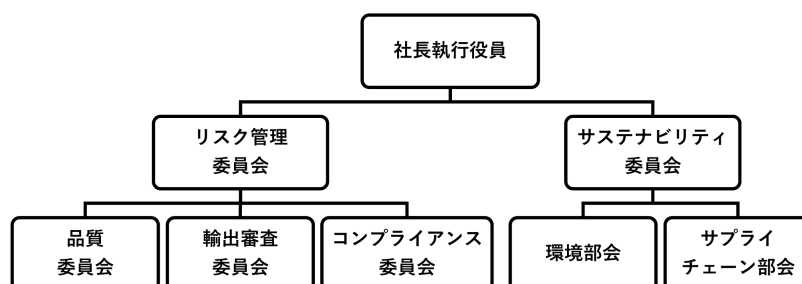 社長執行役員
リスク管理
委員会
サステナビリティ
委員会
品質
委員会
輸出審査
委員会
コンプライアンス
委員会
環境部会
サプライ
チェーン部会